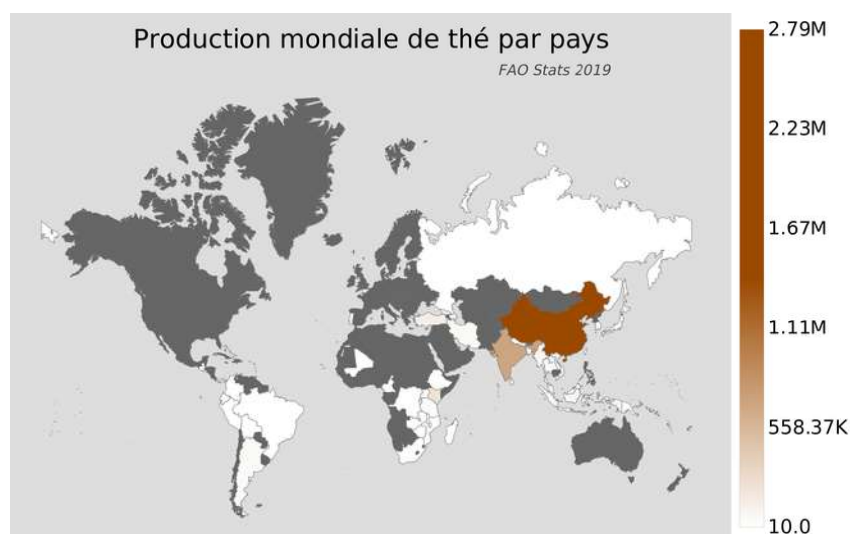 Production mondiale de thé par pays
FAO Stats 2019
2.79M
2.23M
1.67M
1.11M
558.37K
10.0